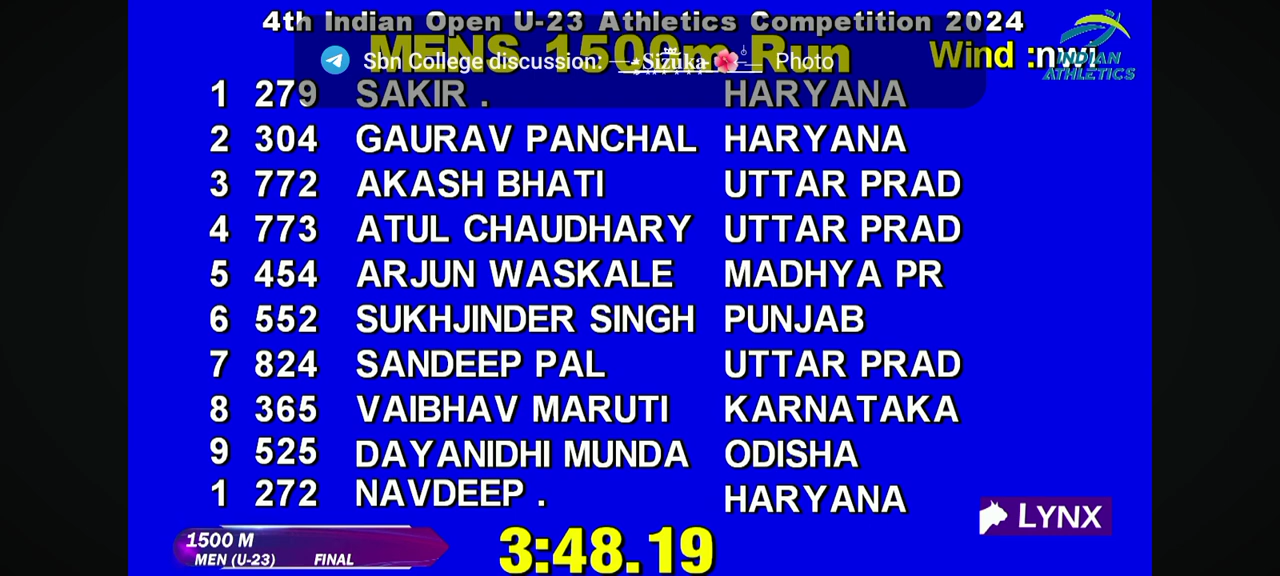 4th Indian Open U-23 Athletics Competition 2024
MENS 1500m Run Wind :nwi
Sbn College discussion: Sizuka Photo
INDIAN ATHLETICS
1 279 SAKIR . HARYANA
2 304 GAURAV PANCHAL HARYANA
3 772 AKASH BHATI UTTAR PRAD
4 773 ATUL CHAUDHARY UTTAR PRAD
5 454 ARJUN WASKALE MADHYA PR
6 552 SUKHJINDER SINGH PUNJAB
7 824 SANDEEP PAL UTTAR PRAD
8 365 VAIBHAV MARUTI KARNATAKA
9 525 DAYANIDHI MUNDA ODISHA
1 272 NAVDEEP . HARYANA
LYNX
1500 M
MEN (U-23) FINAL
3:48.19